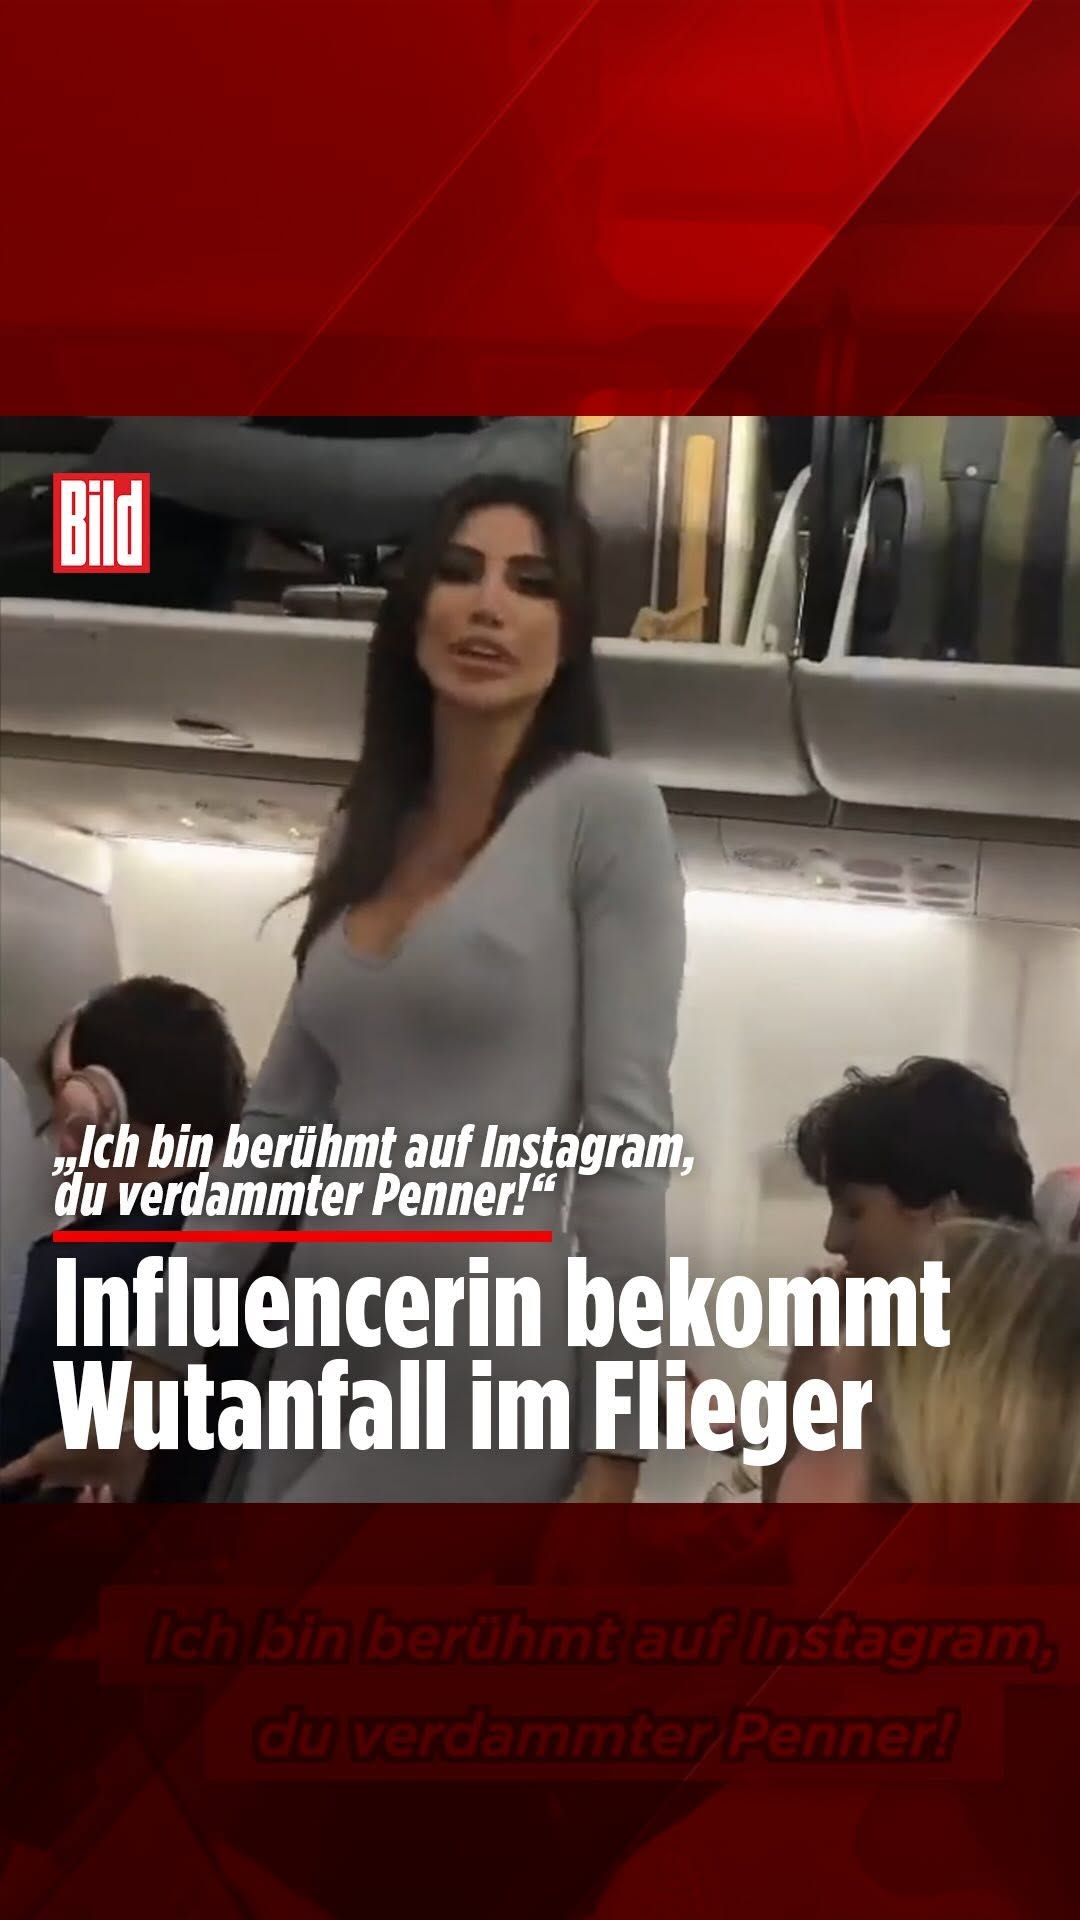 Bild
„Ich bin berühmt auf Instagram,
du verdammter Penner!“
Influencerin bekommt
Wutanfall im Flieger
Ich bin berühmt auf Instagram,
du verdammter Penner!